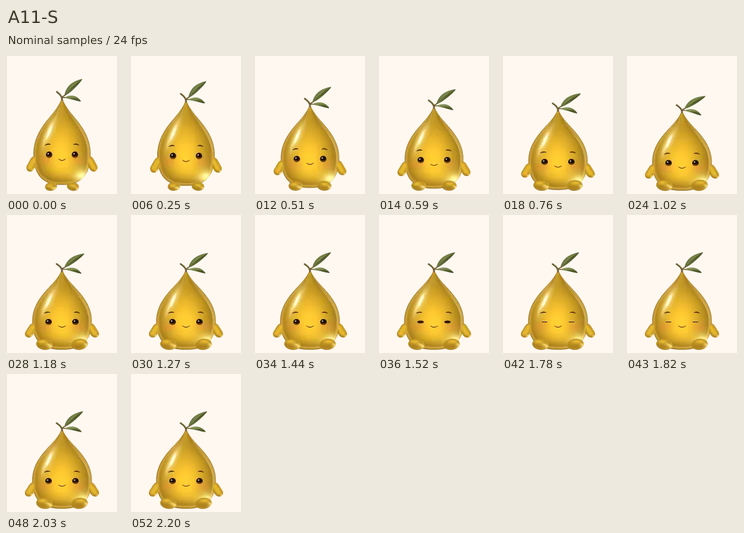 A11-S
Nominal samples / 24 fps
000 0.00 s
006 0.25 s
012 0.51 s
014 0.59 s
018 0.76 s
024 1.02 s
028 1.18 s
030 1.27 s
034 1.44 s
036 1.52 s
042 1.78 s
043 1.82 s
048 2.03 s
052 2.20 s